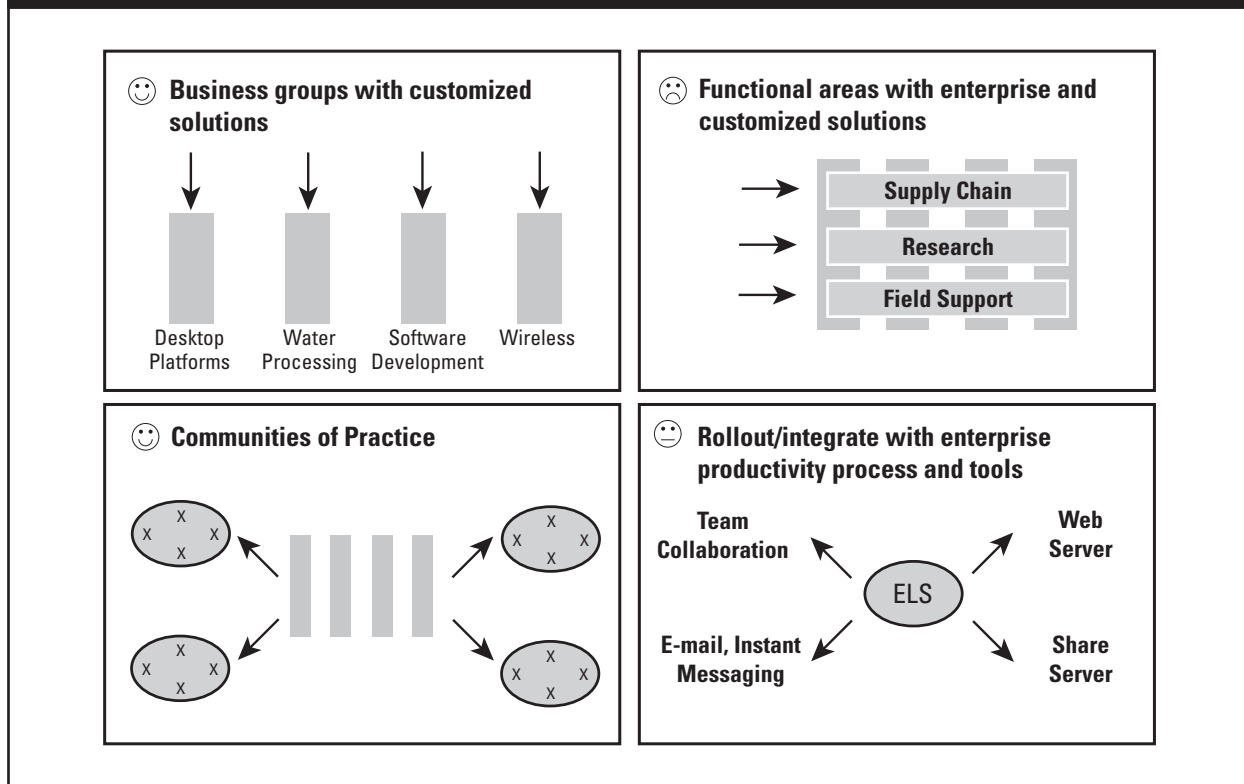 Business groups with customized
solutions
Desktop
Platforms
Water
Processing
Software
Development
Wireless
Functional areas with enterprise and
customized solutions
Supply Chain
Research
Field Support
Communities of Practice
X
X X
X
X
X X
X
X
X X
X
X
X X
X
Rollout/integrate with enterprise
productivity process and tools
Team
Collaboration
Web
Server
ELS
E-mail, Instant
Messaging
Share
Server